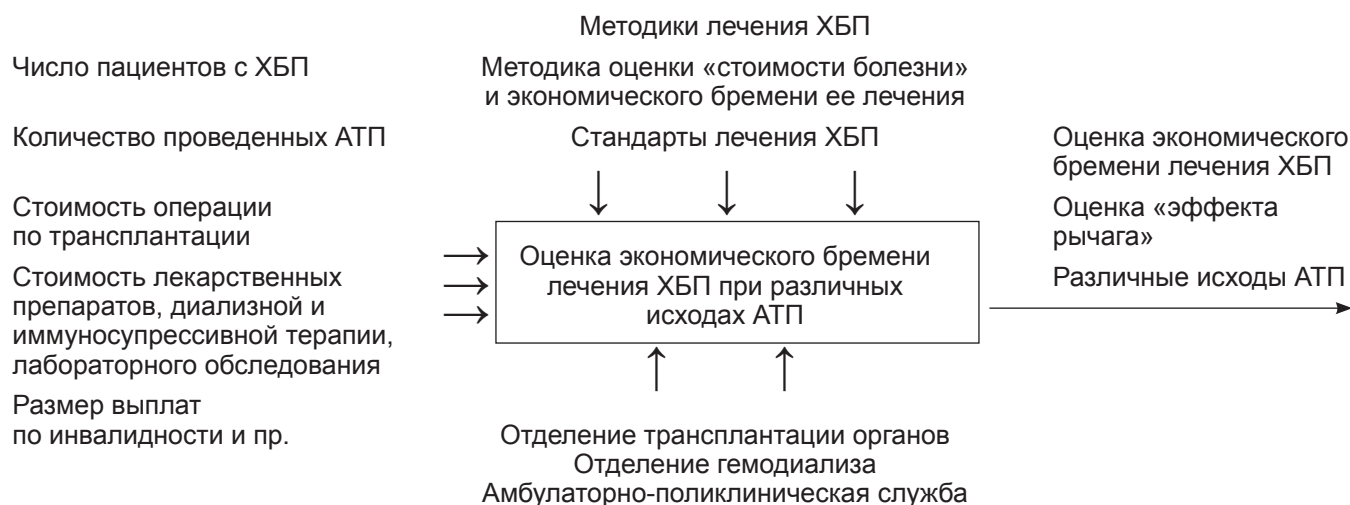 Методики лечения ХБП
Число пациентов с ХБП
Методика оценки «стоимости болезни»
и экономического бремени ее лечения
Количество проведенных АТП
Стандарты лечения ХБП
Оценка экономического
бремени лечения ХБП
Стоимость операции
по трансплантации
Оценка «эффекта
рычага»
Стоимость лекарственных
препаратов, диализной и
иммуносупрессивной терапии,
лабораторного обследования
Оценка экономического бремени
лечения ХБП при различных
исходах АТП
Различные исходы АТП
Размер выплат
по инвалидности и пр.
Отделение трансплантации органов
Отделение гемодиализа
Амбулаторно-поликлиническая служба